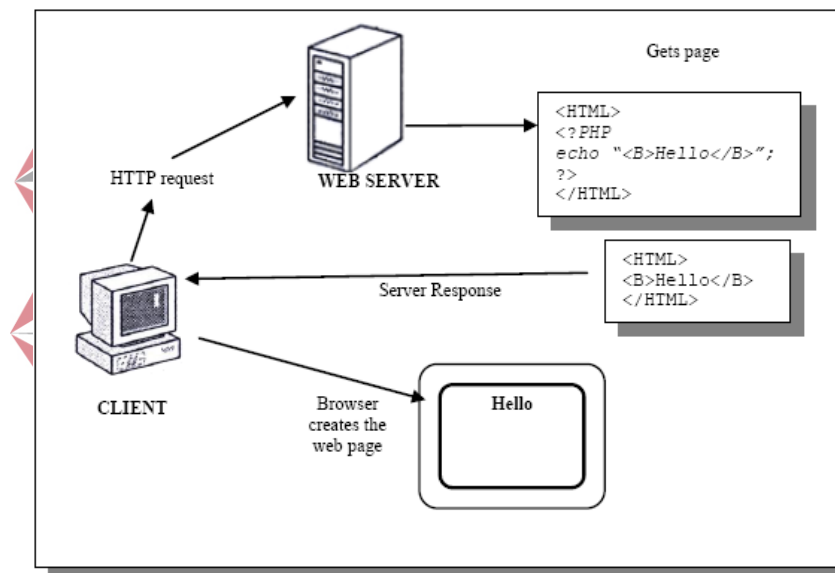 Gets page
<HTML>
<?PHP
echo “<B>Hello</B>”;
?>
</HTML>
WEB SERVER
HTTP request
<HTML>
<B>Hello</B>
</HTML>
Server Response
CLIENT
Browser
creates the
web page
Hello